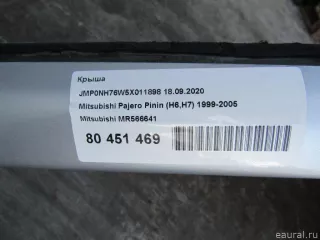 Крыша
JMP0NH76W5X011898 18.09.2020
Mitsubishi Pajero Pinin (H6,H7) 1999-2005
Mitsubishi MR566641
80 451 469
eaural.ru